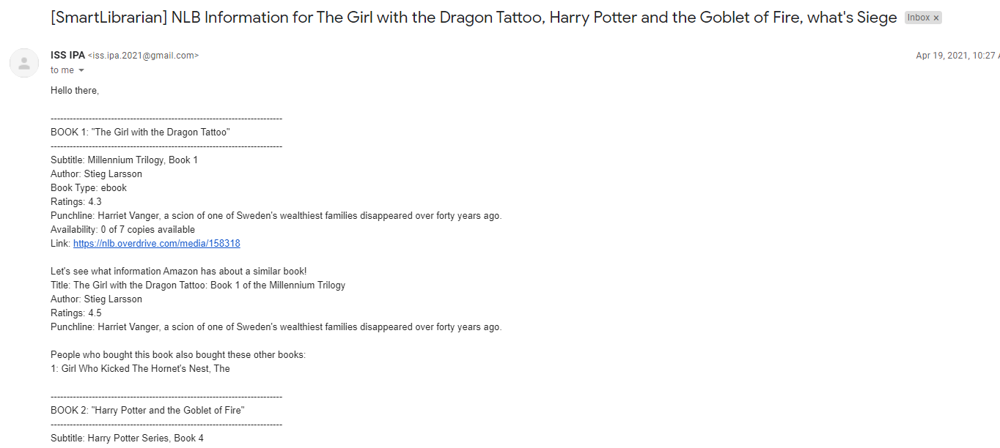 [SmartLibrarian] NLB Information for The Girl with the Dragon Tattoo, Harry Potter and the Goblet of Fire, what's Siege Inbox ×
ISS IPA <iss.ipa.2021@gmail.com> Apr 19, 2021, 10:27
to me
Hello there,
--------------------------------------------------------------------------
BOOK 1: "The Girl with the Dragon Tattoo"
--------------------------------------------------------------------------
Subtitle: Millennium Trilogy, Book 1
Author: Stieg Larsson
Book Type: ebook
Ratings: 4.3
Punchline: Harriet Vanger, a scion of one of Sweden's wealthiest families disappeared over forty years ago.
Availability: 0 of 7 copies available
Link: https://nlb.overdrive.com/media/158318
Let's see what information Amazon has about a similar book!
Title: The Girl with the Dragon Tattoo: Book 1 of the Millennium Trilogy
Author: Stieg Larsson
Ratings: 4.5
Punchline: Harriet Vanger, a scion of one of Sweden's wealthiest families disappeared over forty years ago.
People who bought this book also bought these other books:
1: Girl Who Kicked The Hornet's Nest, The
--------------------------------------------------------------------------
BOOK 2: "Harry Potter and the Goblet of Fire"
--------------------------------------------------------------------------
Subtitle: Harry Potter Series, Book 4